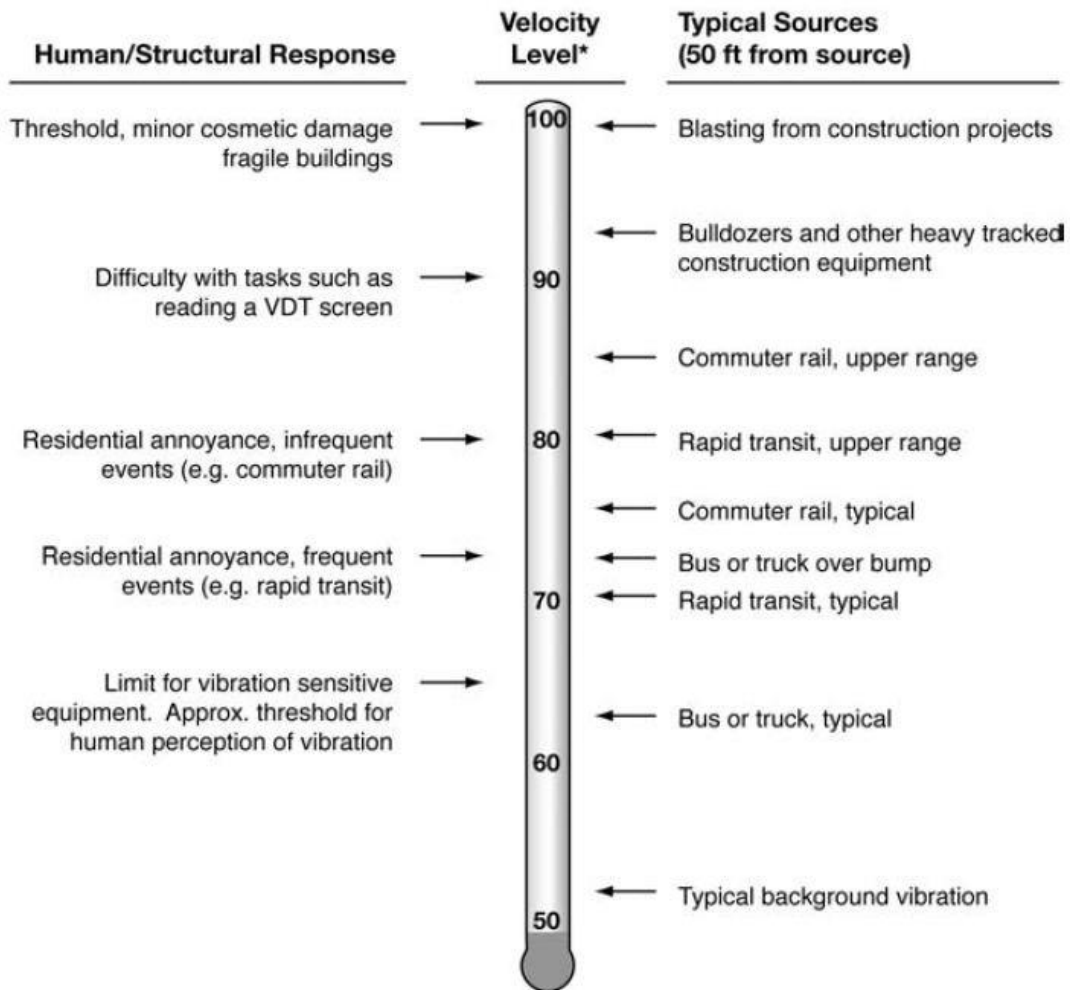 Human/Structural Response
Velocity
Level*
Typical Sources
(50 ft from source)
Threshold, minor cosmetic damage
fragile buildings
100
Blasting from construction projects
Bulldozers and other heavy tracked
construction equipment
Difficulty with tasks such as
reading a VDT screen
90
Commuter rail, upper range
Residential annoyance, infrequent
events (e.g. commuter rail)
80
Rapid transit, upper range
Commuter rail, typical
Residential annoyance, frequent
events (e.g. rapid transit)
Bus or truck over bump
70
Rapid transit, typical
Limit for vibration sensitive
equipment. Approx. threshold for
human perception of vibration
Bus or truck, typical
60
Typical background vibration
50